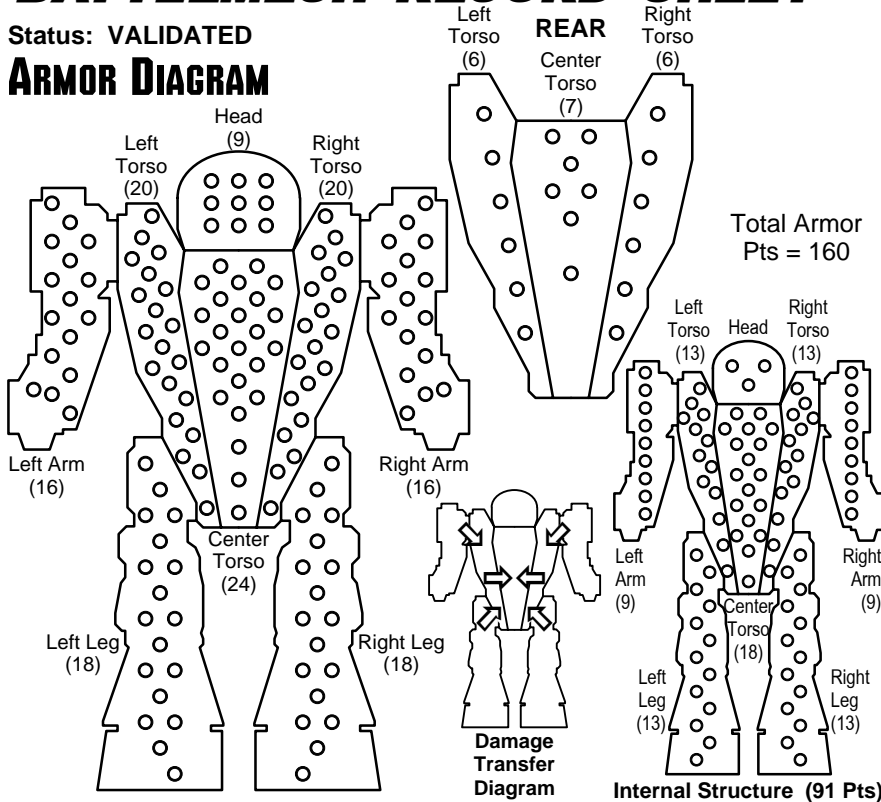 BATTLEMECH RECORD SHEET
Status: VALIDATED
ARMOR DIAGRAM
Left
Torso
(6)
REAR
Right
Torso
(6)
Center
Torso
(7)
Head
(9)
Left
Torso
(20)
Right
Torso
(20)
Total Armor
Pts = 160
Left Arm
(16)
Right Arm
(16)
Center
Torso
(24)
Left Leg
(18)
Right Leg
(18)
Damage
Transfer
Diagram
Left
Torso
(13)
Head
Right
Torso
(13)
Left
Arm
(9)
Right
Arm
(9)
Center
Torso
(18)
Left
Leg
(13)
Right
Leg
(13)
Internal Structure (91 Pts)